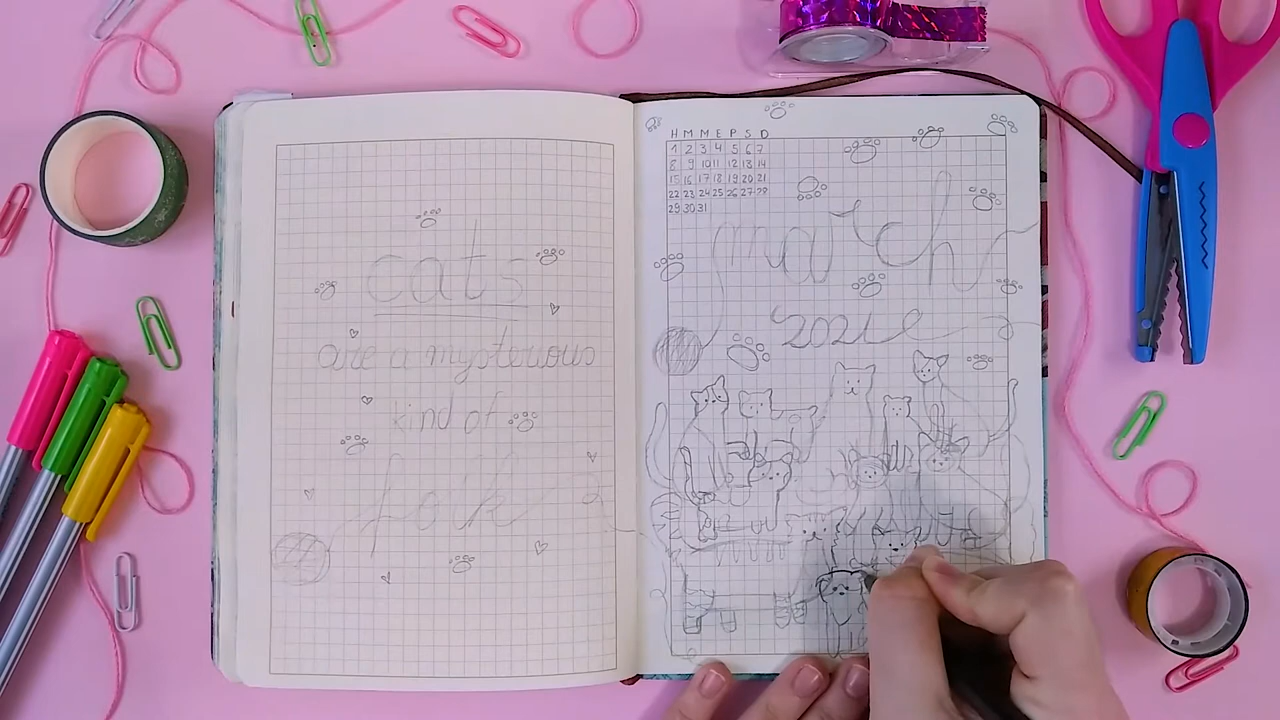 cats
are a mysterious
kind of
folk
H M M E P S D
1 2 3 4 5 6 7
8 9 10 11 12 13 14
15 16 17 18 19 20 21
22 23 24 25 26 27 28
29 30 31
march
2021